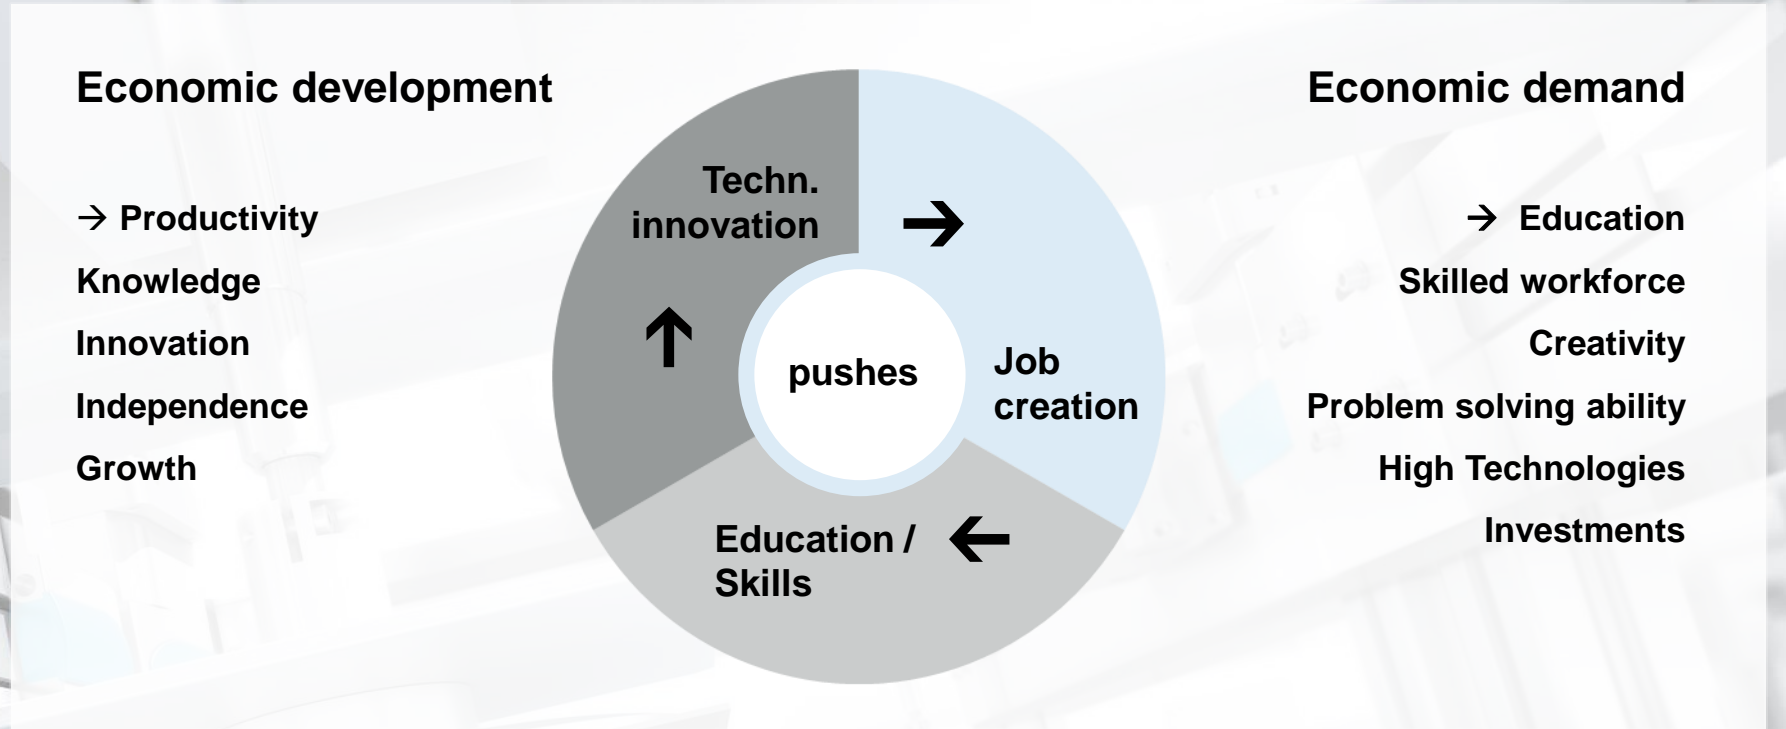 Economic development
→ Productivity
Knowledge
Innovation
Independence
Growth
Techn.
innovation
→
↑
pushes
Job
creation
Education /
Skills
←
Economic demand
→ Education
Skilled workforce
Creativity
Problem solving ability
High Technologies
Investments